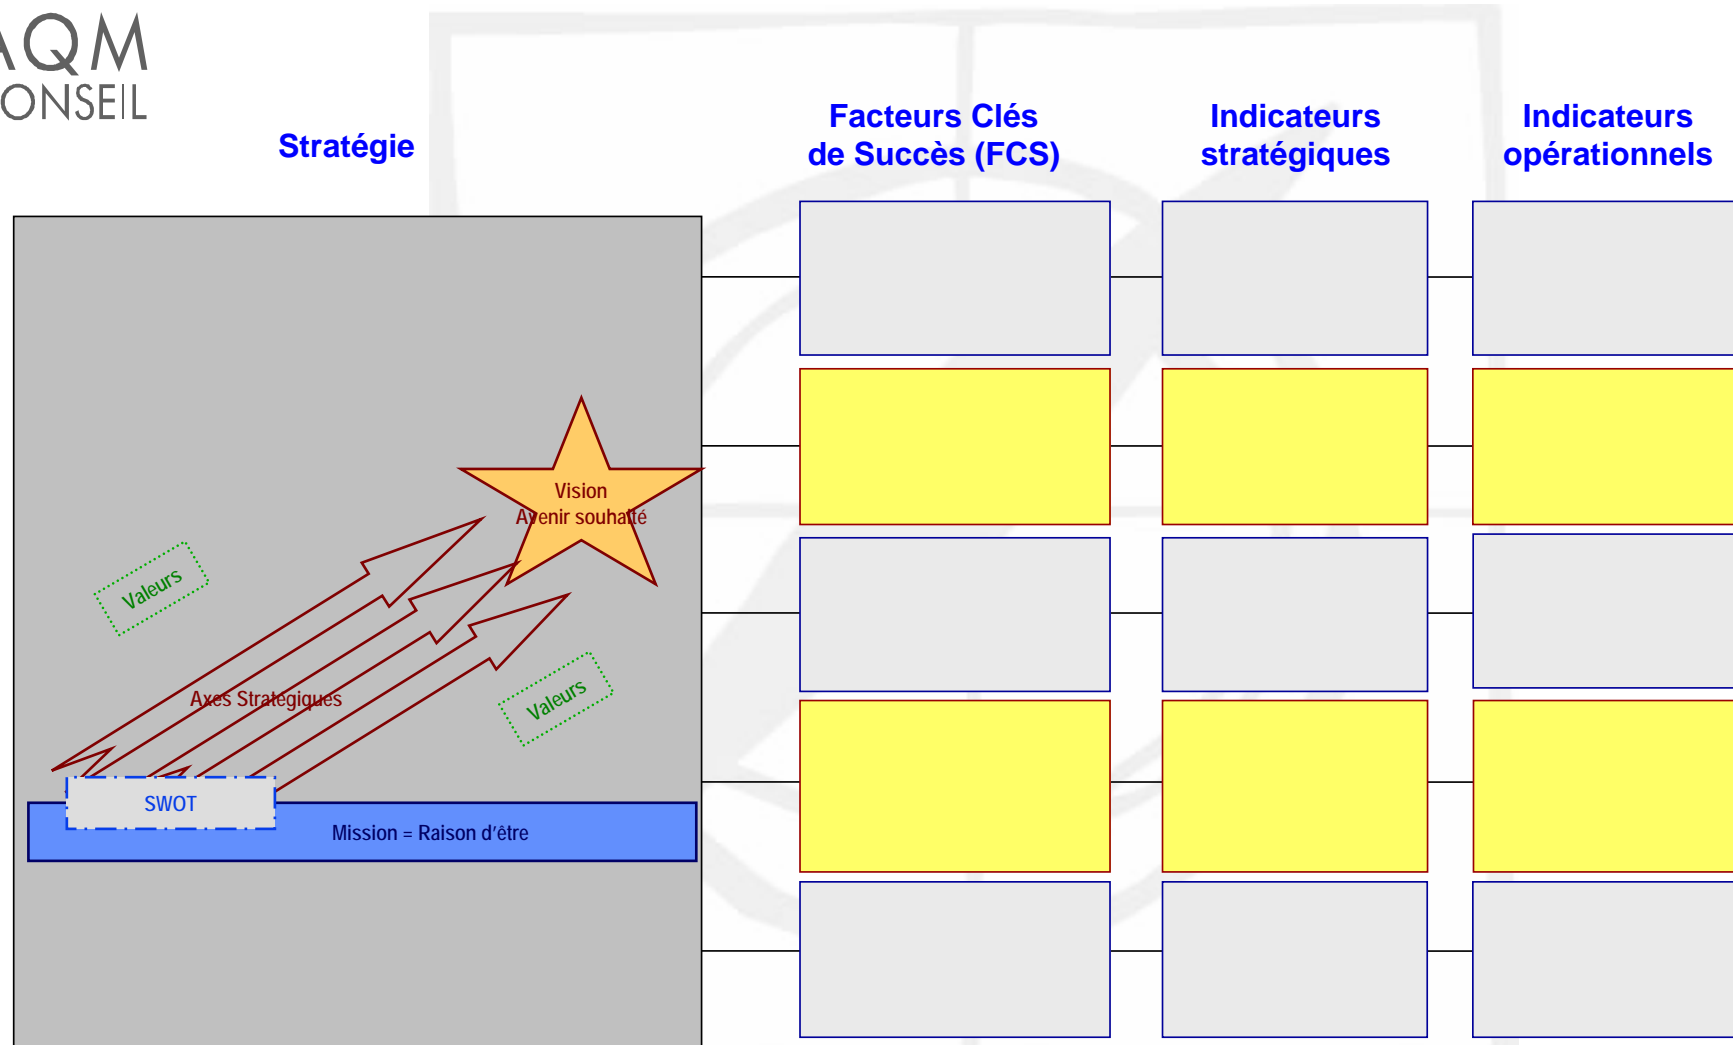 AQM
ONSEIL
Stratégie
Facteurs Clés
de Succès (FCS)
Indicateurs
stratégiques
Indicateurs
opérationnels
Vision
Avenir souhaité
Valeurs
Valeurs
Axes Stratégiques
SWOT
Mission = Raison d'être